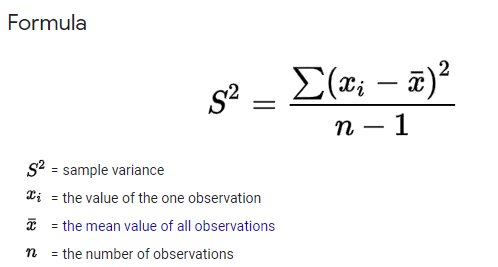 Formula
S² = ∑(xᵢ − x̄)² / n − 1
S² = sample variance
xᵢ = the value of the one observation
x̄ = the mean value of all observations
n = the number of observations